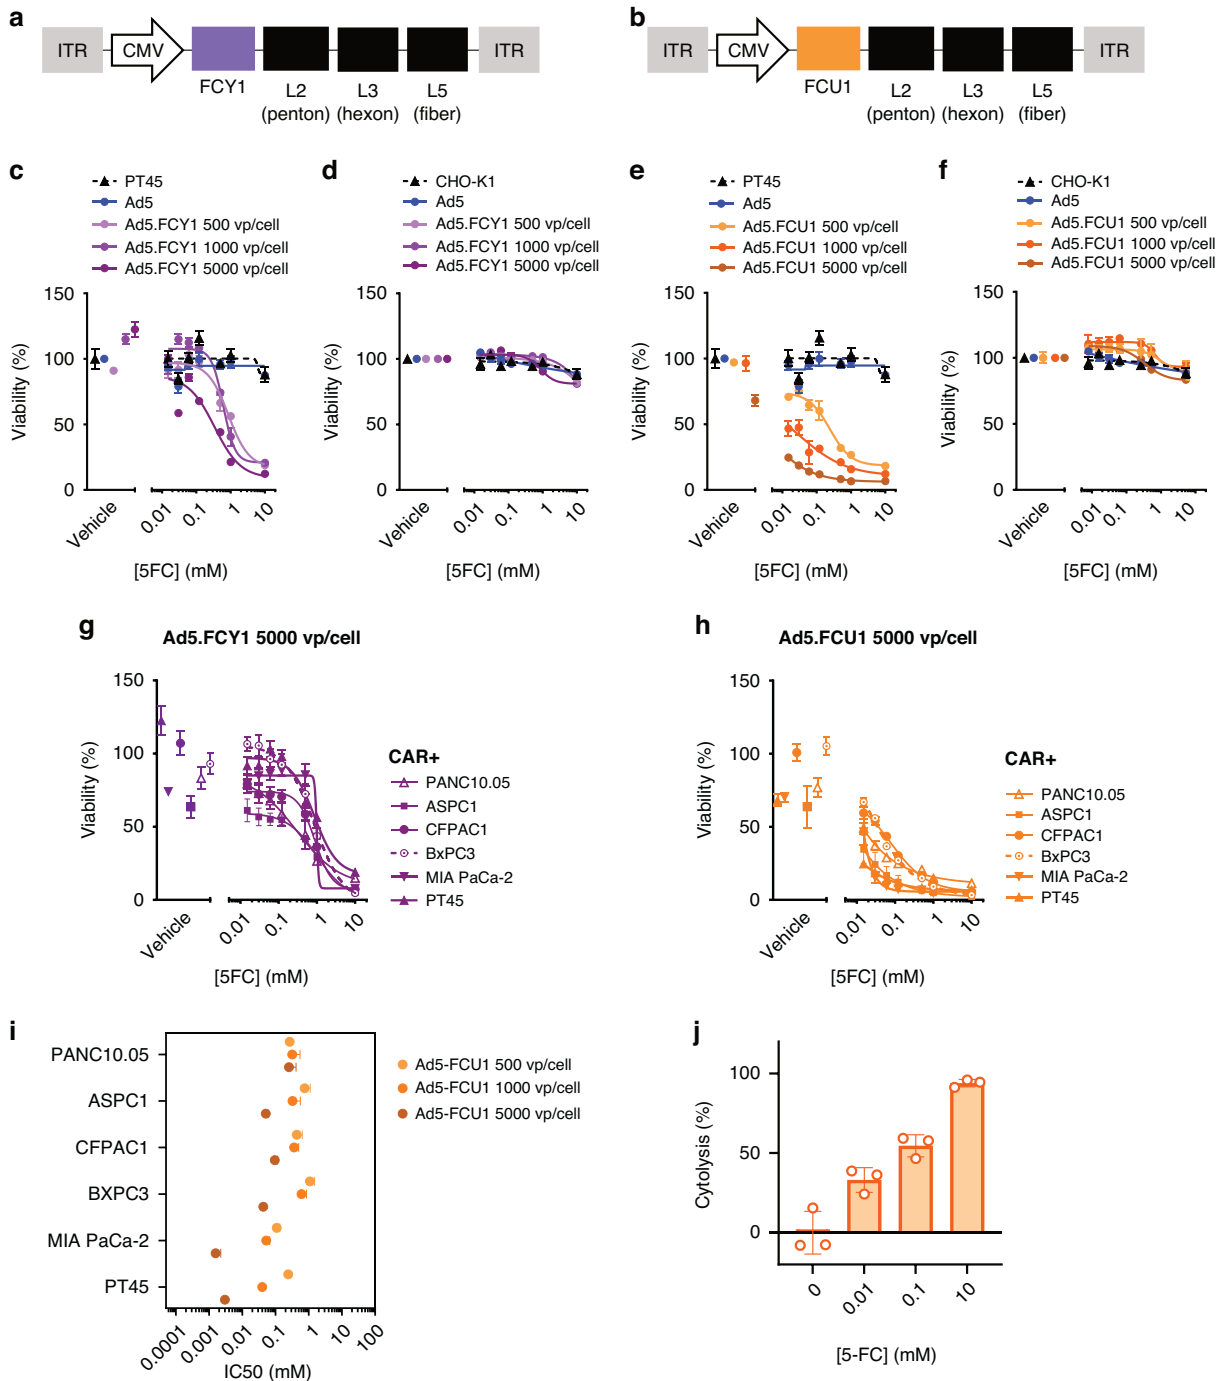 a
ITR
CMV
FCY1
L2
(penton)
L3
(hexon)
L5
(fiber)
ITR
b
ITR
CMV
FCU1
L2
(penton)
L3
(hexon)
L5
(fiber)
ITR
c
PT45
Ad5
Ad5.FCY1 500 vp/cell
Ad5.FCY1 1000 vp/cell
Ad5.FCY1 5000 vp/cell
Viability (%)
150
100
50
0
Vehicle
0.01
0.1
1
10
[5FC] (mM)
d
CHO-K1
Ad5
Ad5.FCY1 500 vp/cell
Ad5.FCY1 1000 vp/cell
Ad5.FCY1 5000 vp/cell
Viability (%)
150
100
50
0
Vehicle
0.01
0.1
1
10
[5FC] (mM)
e
PT45
Ad5
Ad5.FCU1 500 vp/cell
Ad5.FCU1 1000 vp/cell
Ad5.FCU1 5000 vp/cell
Viability (%)
150
100
50
0
Vehicle
0.01
0.1
1
10
[5FC] (mM)
f
CHO-K1
Ad5
Ad5.FCU1 500 vp/cell
Ad5.FCU1 1000 vp/cell
Ad5.FCU1 5000 vp/cell
Viability (%)
150
100
50
0
Vehicle
0.01
0.1
1
10
[5FC] (mM)
g
Ad5.FCY1 5000 vp/cell
Viability (%)
150
100
50
0
Vehicle
0.01
0.1
1
10
[5FC] (mM)
CAR+
PANC10.05
ASPC1
CFPAC1
BxPC3
MIA PaCa-2
PT45
h
Ad5.FCU1 5000 vp/cell
Viability (%)
150
100
50
0
Vehicle
0.01
0.1
1
10
[5FC] (mM)
CAR+
PANC10.05
ASPC1
CFPAC1
BxPC3
MIA PaCa-2
PT45
i
PANC10.05
ASPC1
CFPAC1
BXPC3
MIA PaCa-2
PT45
0.0001
0.001
0.01
0.1
1
10
100
IC50 (mM)
Ad5-FCU1 500 vp/cell
Ad5-FCU1 1000 vp/cell
Ad5-FCU1 5000 vp/cell
j
Cytolysis (%)
100
50
0
0
0.01
0.1
10
[5-FC] (mM)